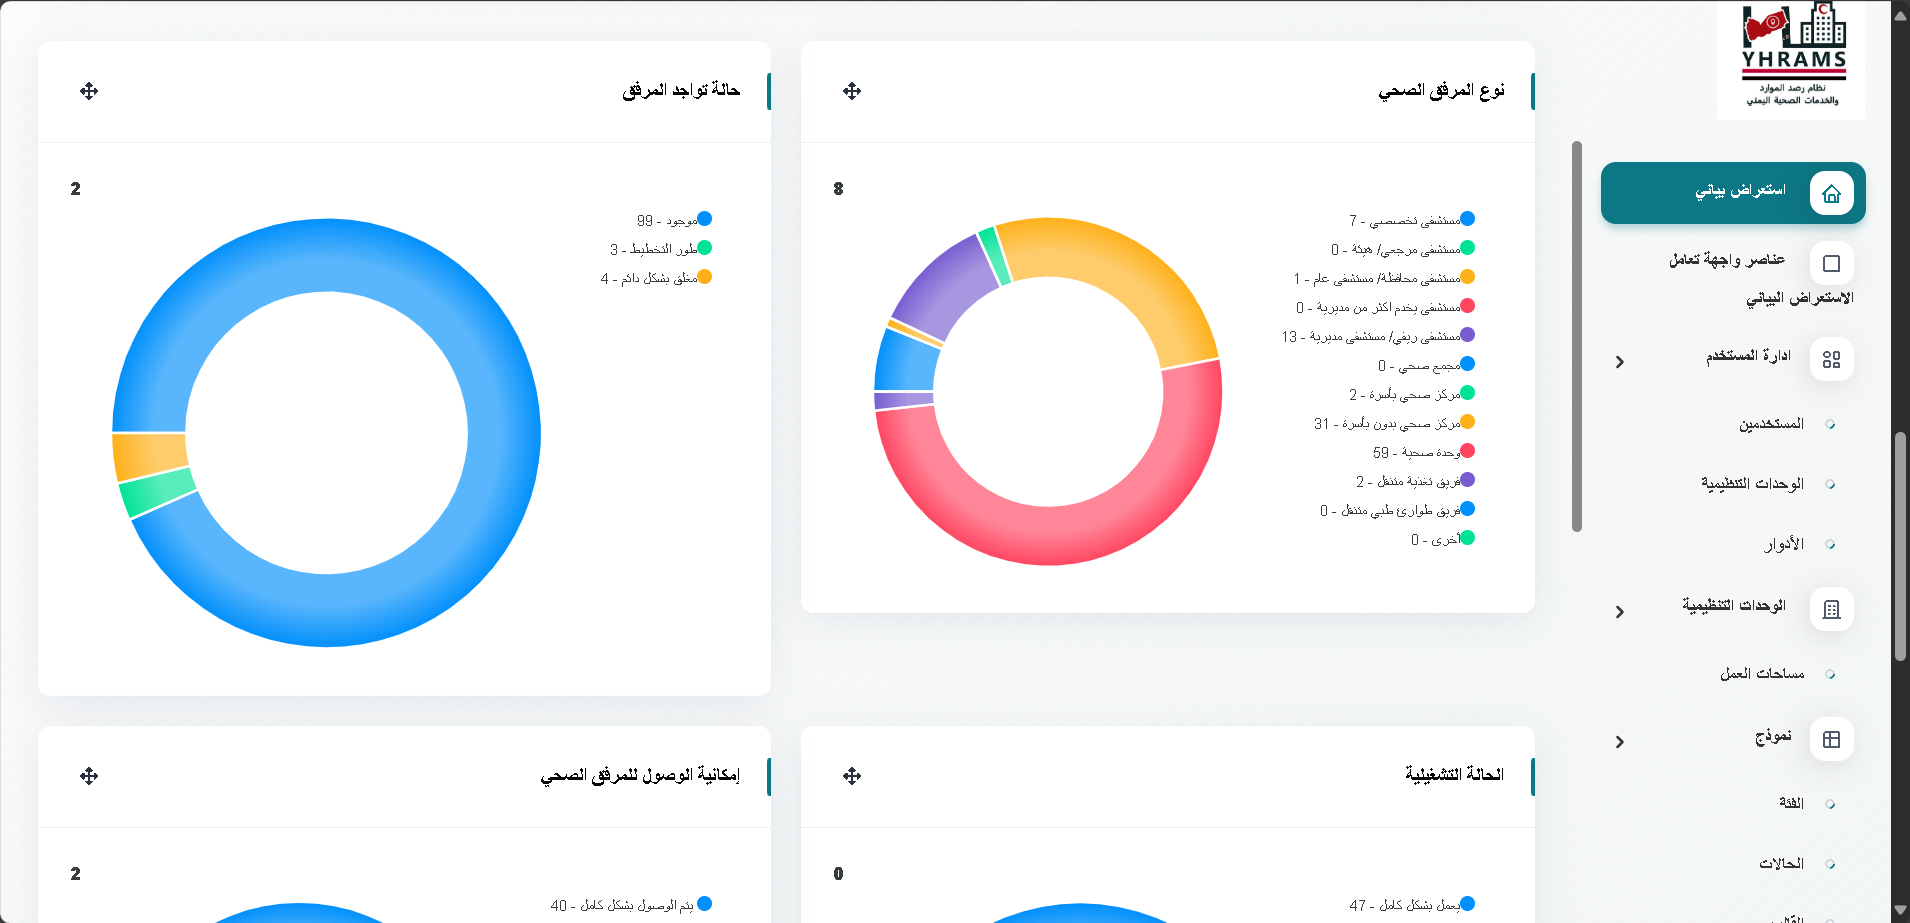 YHRAMS
نظام رصد الموارد
والخدمات الصحية اليمني
استعراض بياني
عناصر واجهة تعامل
الاستعراض البياني
ادارة المستخدم
المستخدمين
الوحدات التنظيمية
الأدوار
الوحدات التنظيمية
مساحات العمل
نموذج
الفئة
الحالات
نوع المرفق الصحي
8
مستشفى تخصصي - 7
مستشفى مرجعي/ هيئة - 0
مستشفى محافظة/ مستشفى عام - 1
مستشفى يخدم اكثر من مديرية - 0
مستشفى ريفي/ مستشفى مديرية - 13
مجمع صحي - 0
مركز صحي بأسرة - 2
مركز صحي بدون بأسرة - 31
وحدة صحية - 59
فريق تغذية متنقل - 2
فريق طوارئ طبي متنقل - 0
أخرى - 0
حالة تواجد المرفق
2
موجود - 99
طور التخطيط - 3
مغلق بشكل دائم - 4
الحالة التشغيلية
0
يعمل بشكل كامل - 47
إمكانية الوصول للمرفق الصحي
2
يتم الوصول بشكل كامل - 40